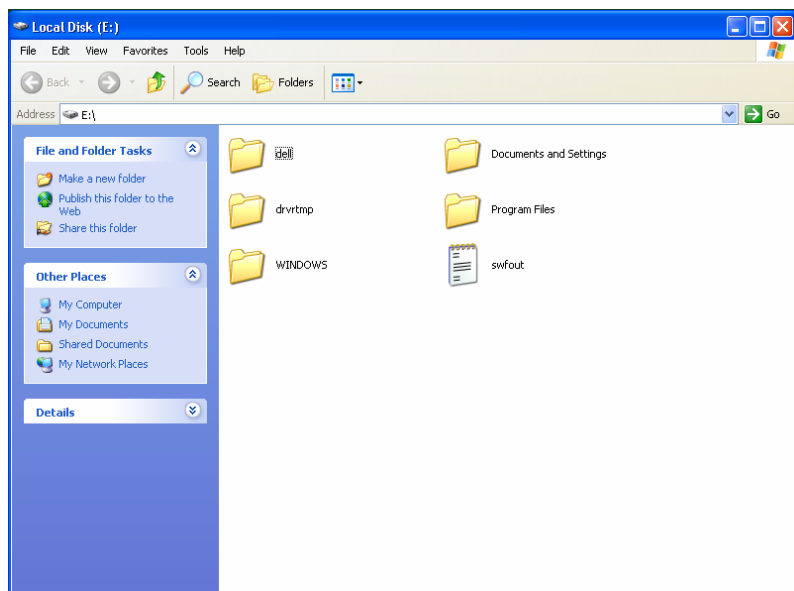 Local Disk (E:)
File Edit View Favorites Tools Help
Back Search Folders
Address E:\ Go
File and Folder Tasks
Make a new folder
Publish this folder to the
Web
Share this folder
Other Places
My Computer
My Documents
Shared Documents
My Network Places
Details
dell Documents and Settings
drvrtmp Program Files
WINDOWS swfout